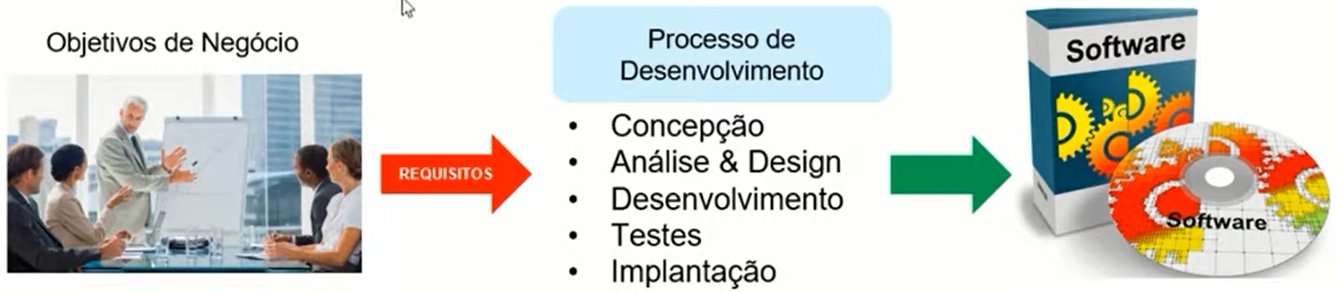 Objetivos de Negócio
REQUISITOS
Processo de
Desenvolvimento
• Concepção
• Análise & Design
• Desenvolvimento
• Testes
• Implantação
Software
Software